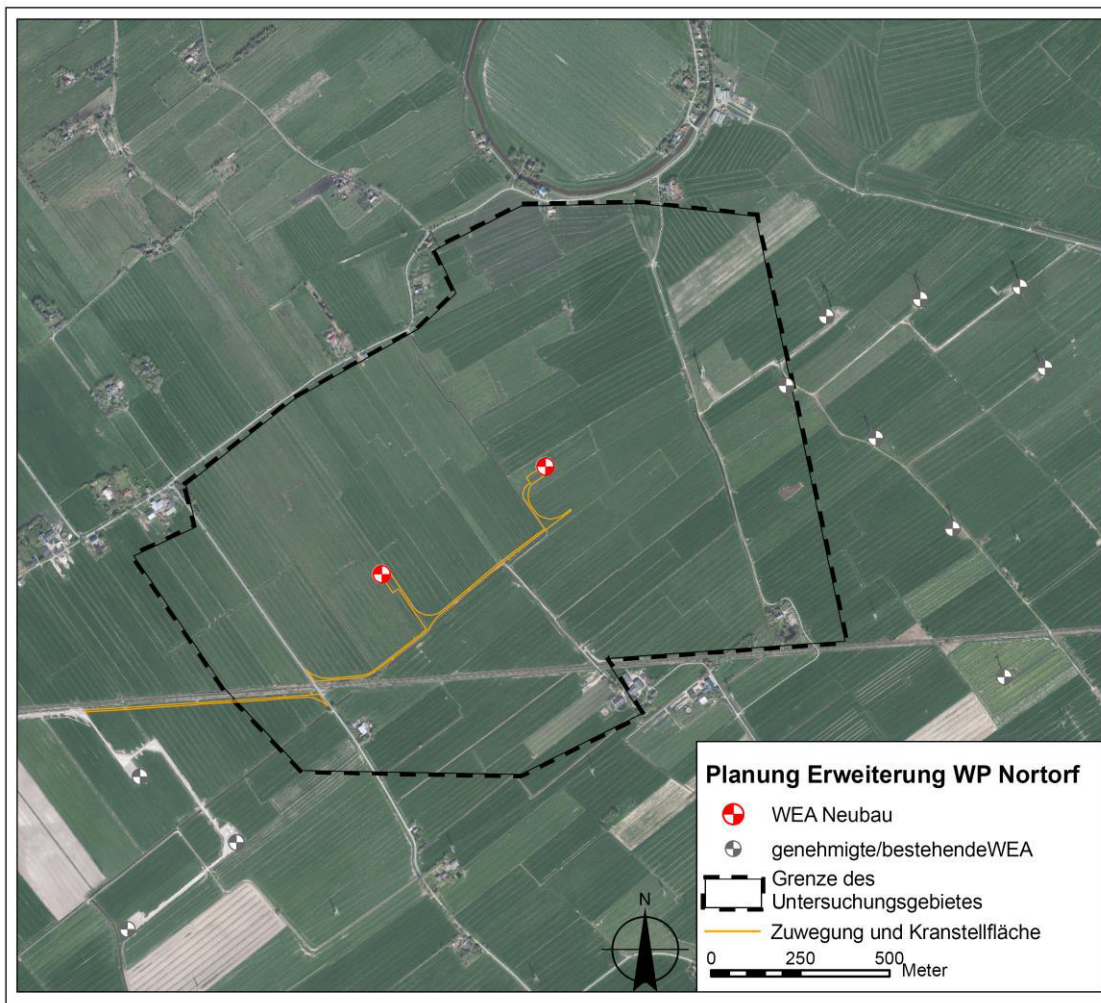 Planung Erweiterung WP Nortorf
WEA Neubau
genehmigte/bestehendeWEA
Grenze des
Untersuchungsgebietes
Zuwegung und Kranstellfläche
0 250 500
Meter
N